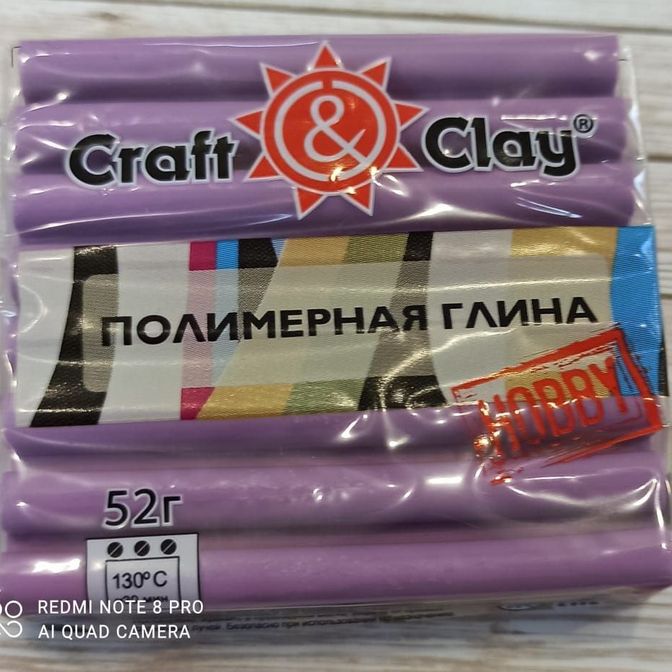 Craft & Clay®
ПОЛИМЕРНАЯ ГЛИНА
HOBBY
52г
130°C
REDMI NOTE 8 PRO
AI QUAD CAMERA